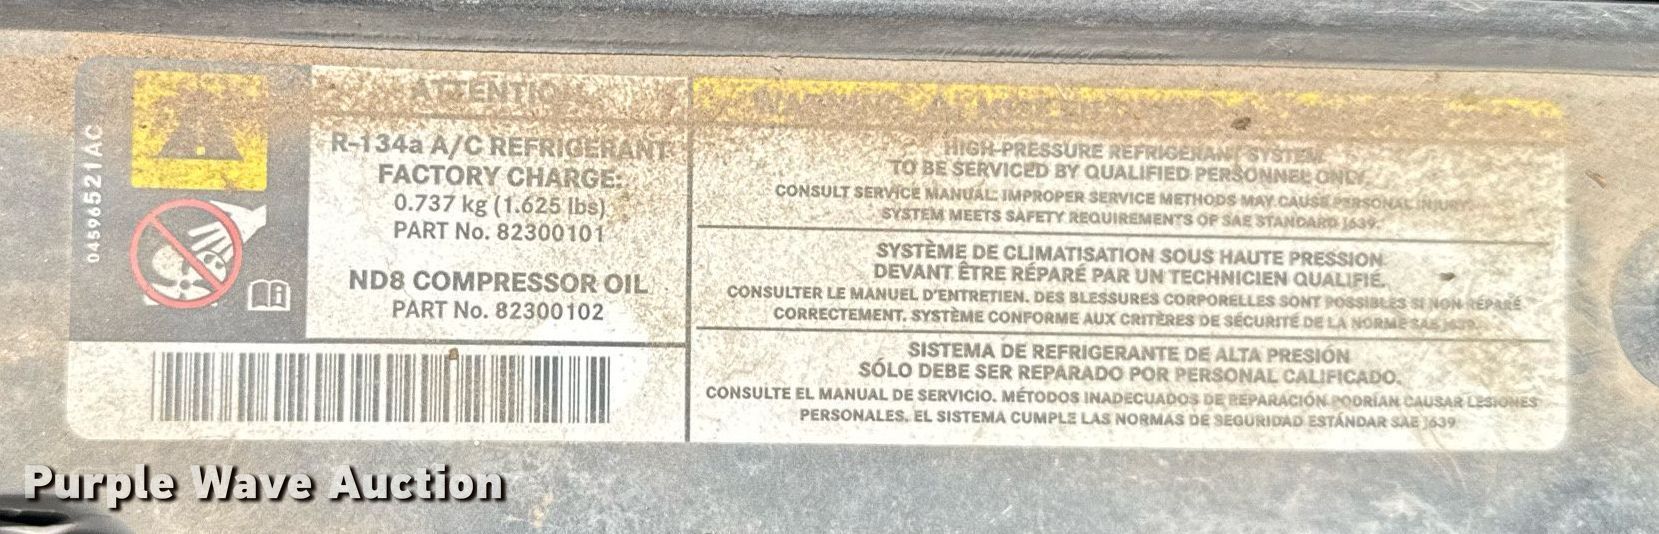 04596521AC
ATTENTION
R-134a A/C REFRIGERANT
FACTORY CHARGE:
0.737 kg (1.625 lbs)
PART No. 82300101
ND8 COMPRESSOR OIL
PART No. 82300102
HIGH-PRESSURE REFRIGERANT SYSTEM
TO BE SERVICED BY QUALIFIED PERSONNEL ONLY.
CONSULT SERVICE MANUAL. IMPROPER SERVICE METHODS MAY CAUSE PERSONAL INJURY.
SYSTEM MEETS SAFETY REQUIREMENTS OF SAE STANDARD J639.
SYSTÈME DE CLIMATISATION SOUS HAUTE PRESSION
DEVANT ÊTRE RÉPARÉ PAR UN TECHNICIEN QUALIFIÉ.
CONSULTER LE MANUEL D'ENTRETIEN. DES BLESSURES CORPORELLES SONT POSSIBLES SI NON RÉPARÉ
CORRECTEMENT. SYSTÈME CONFORME AUX CRITÈRES DE SÉCURITÉ DE LA NORME SAE J639.
SISTEMA DE REFRIGERANTE DE ALTA PRESIÓN
SÓLO DEBE SER REPARADO POR PERSONAL CALIFICADO.
CONSULTE EL MANUAL DE SERVICIO. MÉTODOS INADECUADOS DE REPARACIÓN PODRÍAN CAUSAR LESIONES
PERSONALES. EL SISTEMA CUMPLE LAS NORMAS DE SEGURIDAD ESTÁNDAR SAE J639
Purple Wave Auction